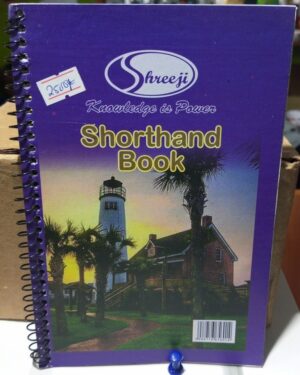 Shreeji
Knowledge is Power
Shorthand
Book